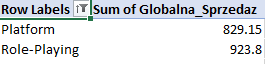 Row Labels Sum of Globalna_Sprzedaz
Platform 829.15
Role-Playing 923.8